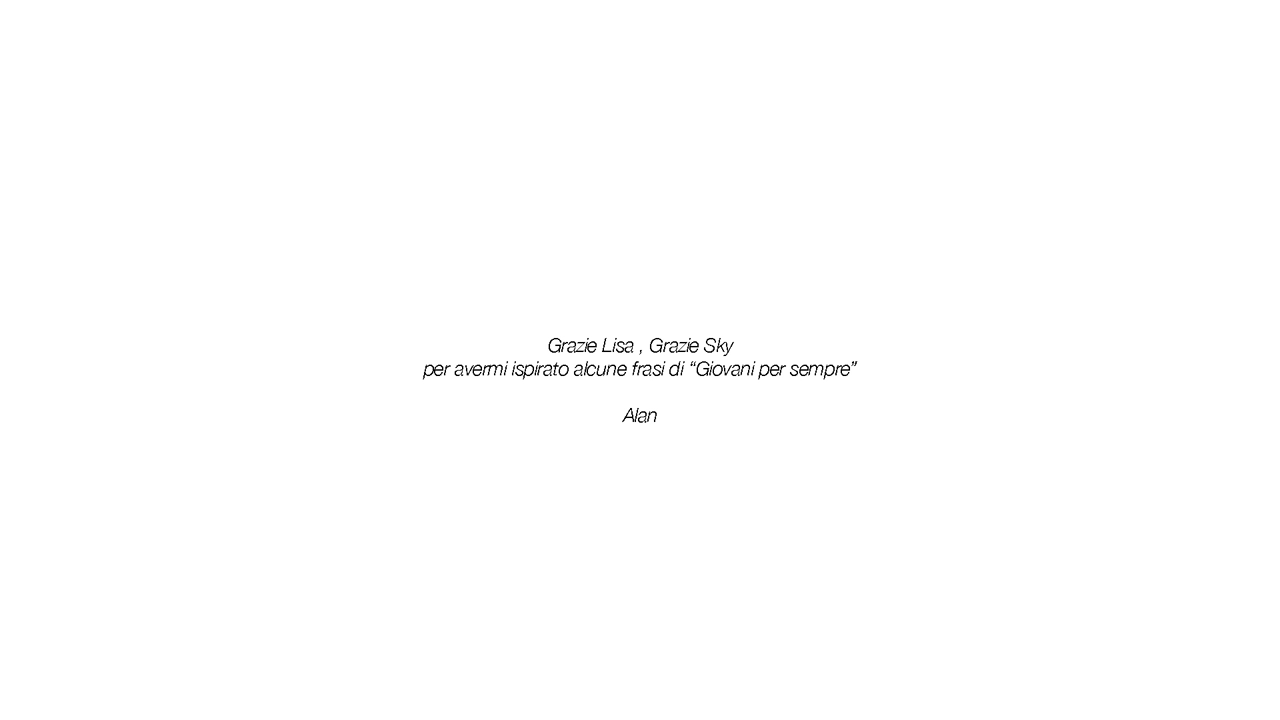 Grazie Lisa , Grazie Sky
per avermi ispirato alcune frasi di “Giovani per sempre”
Alan